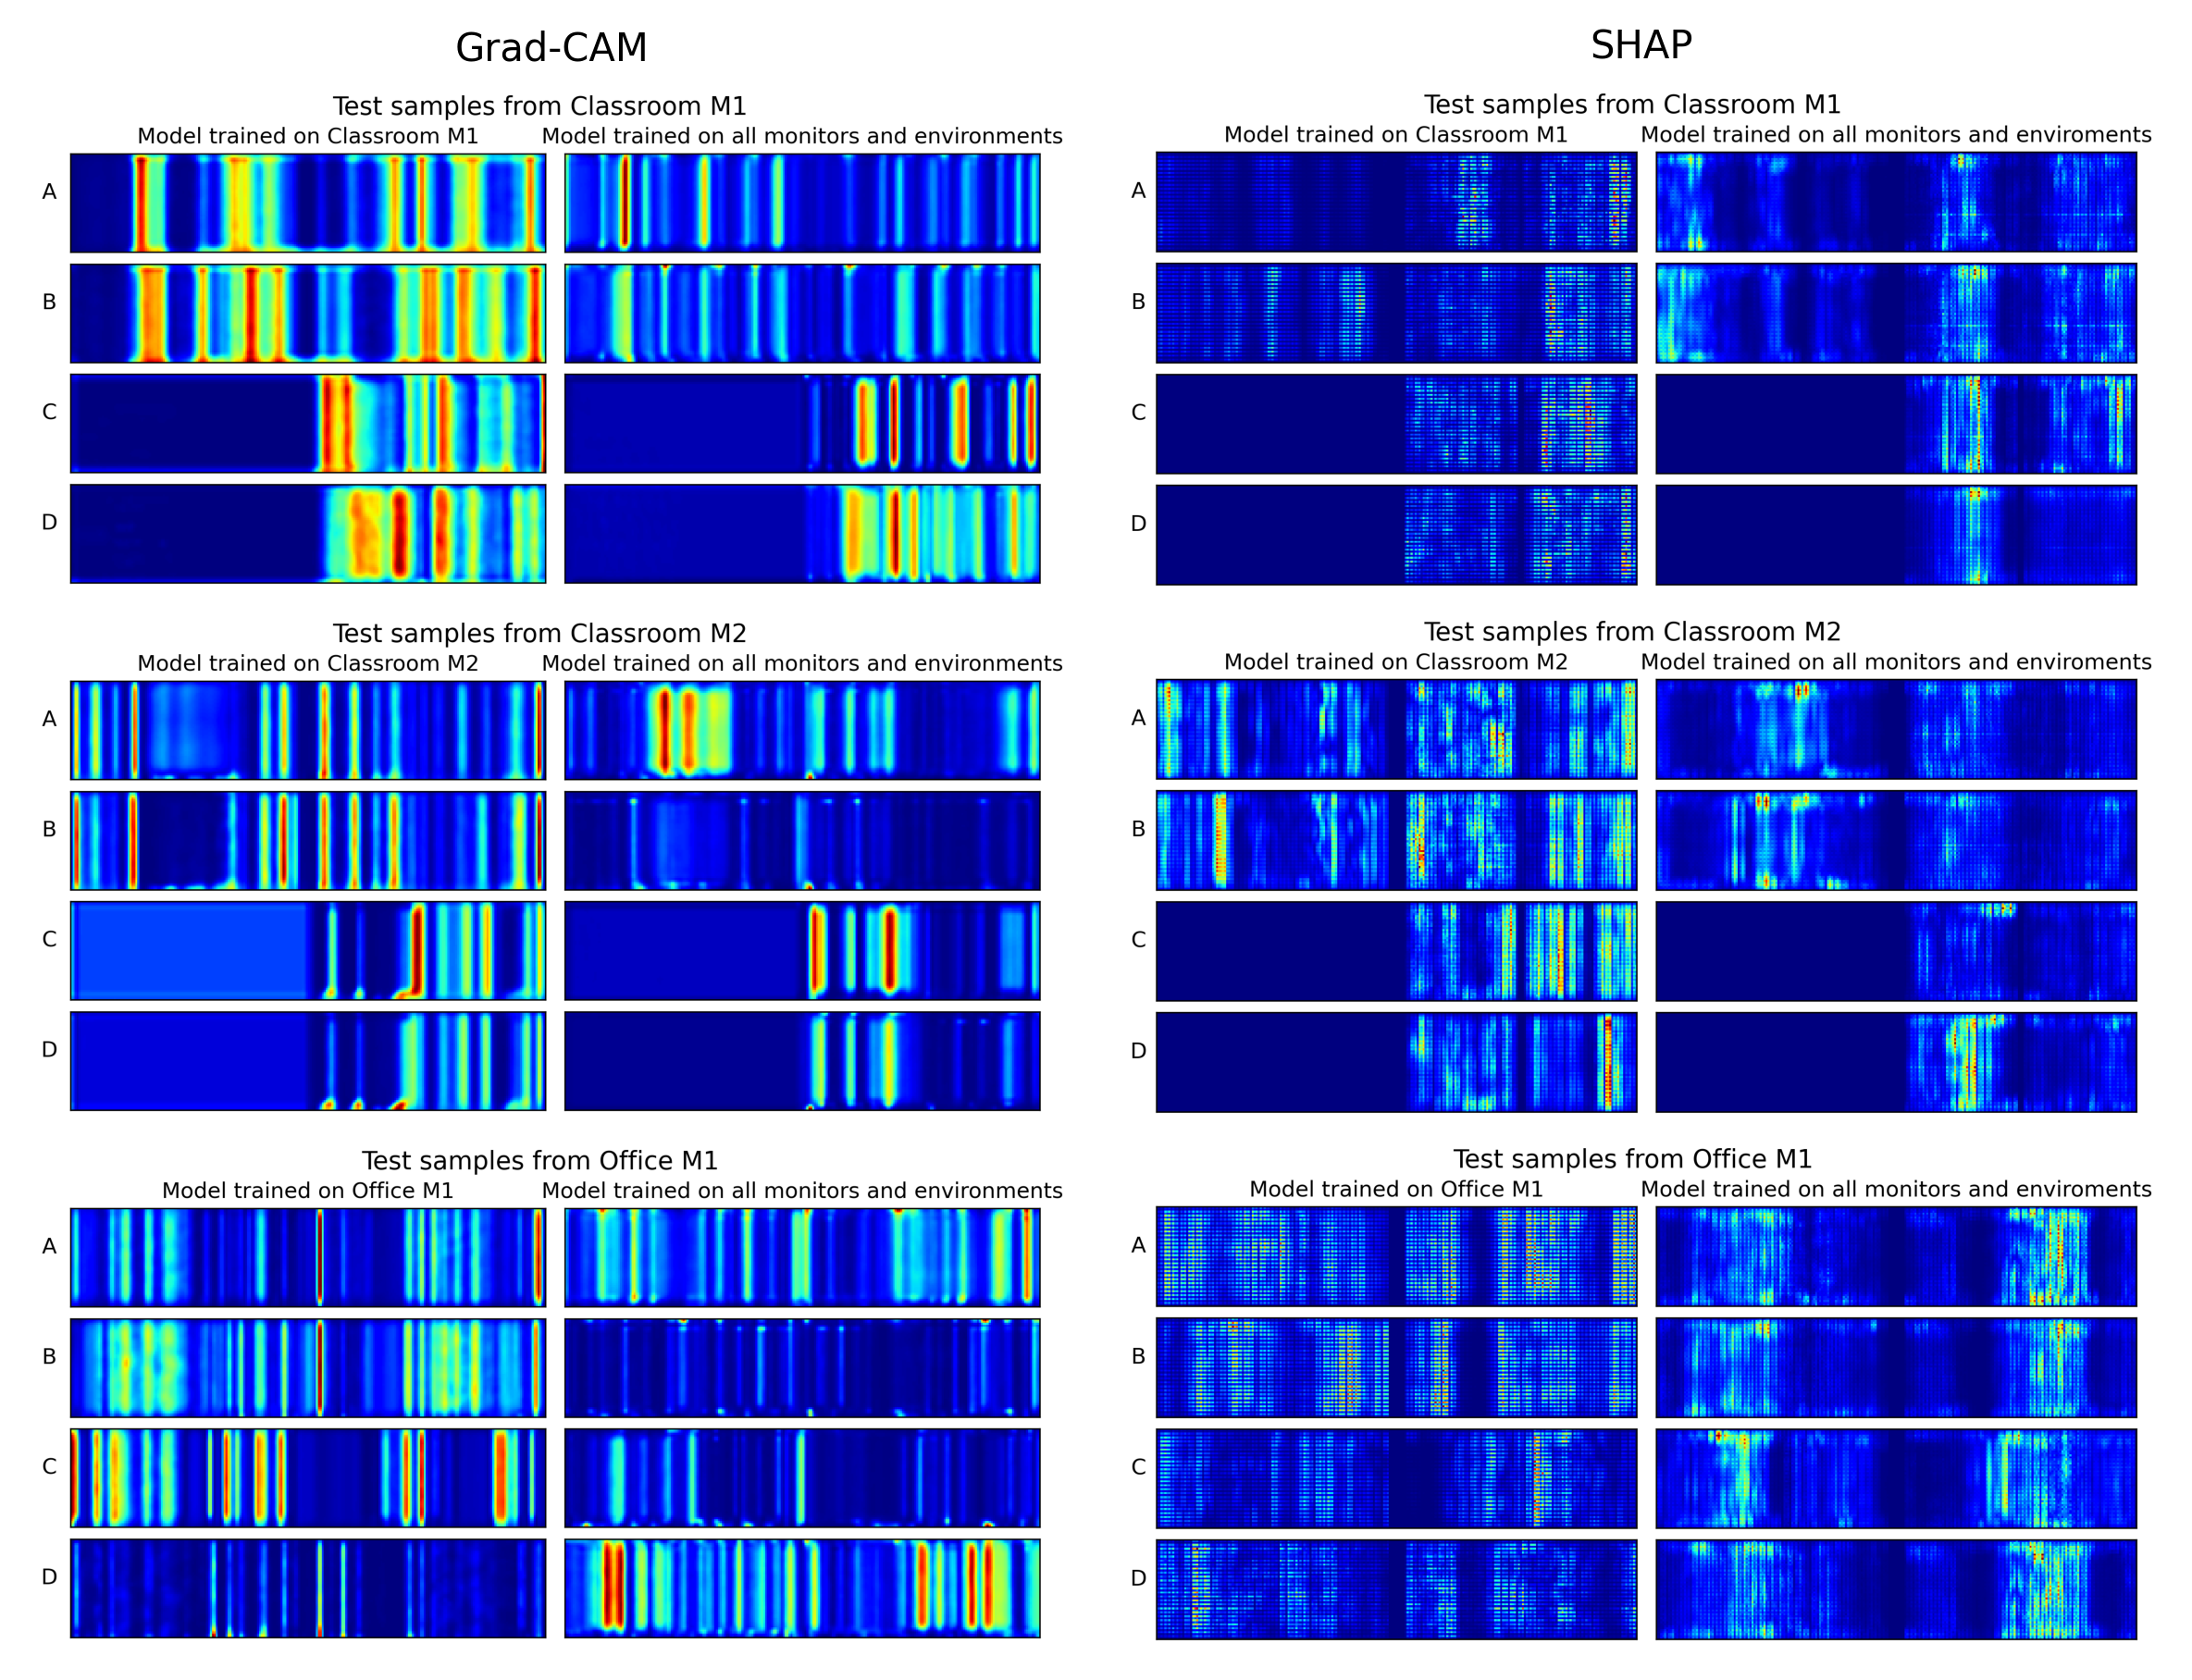 Grad-CAM
Test samples from Classroom M1
Model trained on Classroom M1 Model trained on all monitors and environments
A
B
C
D
Test samples from Classroom M2
Model trained on Classroom M2 Model trained on all monitors and environments
A
B
C
D
Test samples from Office M1
Model trained on Office M1 Model trained on all monitors and environments
A
B
C
D
SHAP
Test samples from Classroom M1
Model trained on Classroom M1 Model trained on all monitors and enviroments
A
B
C
D
Test samples from Classroom M2
Model trained on Classroom M2 Model trained on all monitors and enviroments
A
B
C
D
Test samples from Office M1
Model trained on Office M1 Model trained on all monitors and enviroments
A
B
C
D